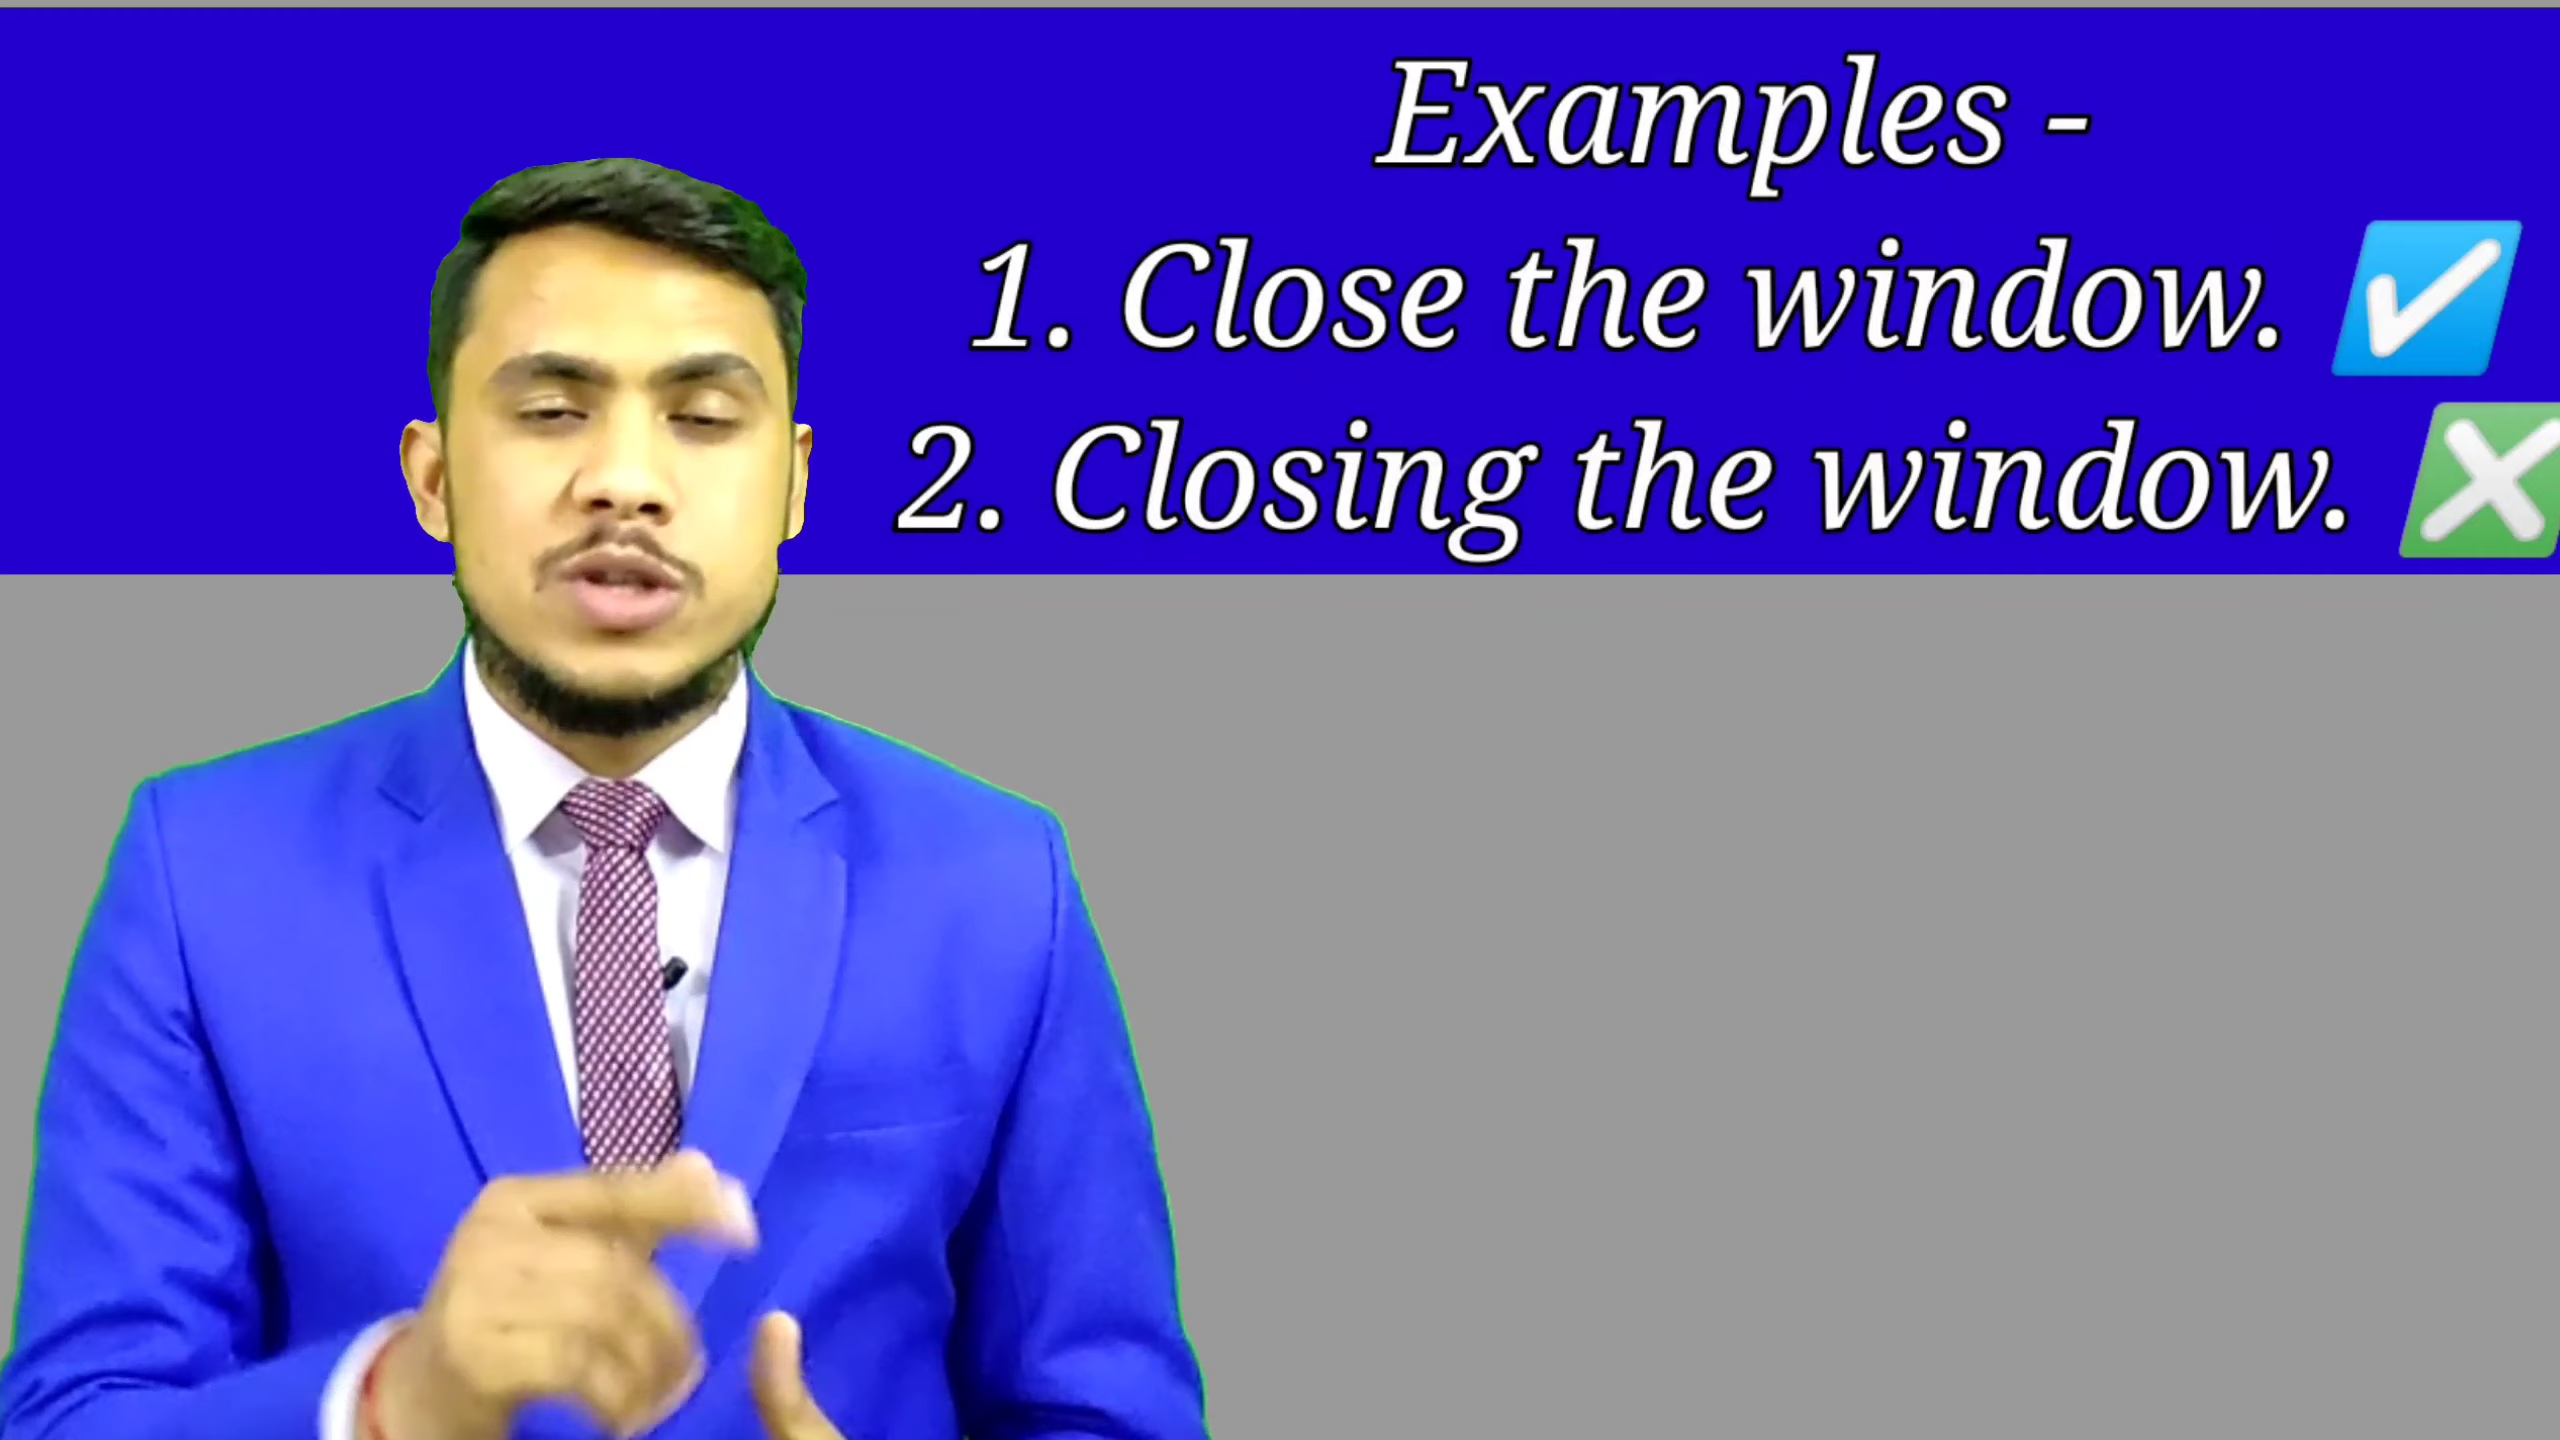 Examples -
1. Close the window. ✅
2. Closing the window. ❎